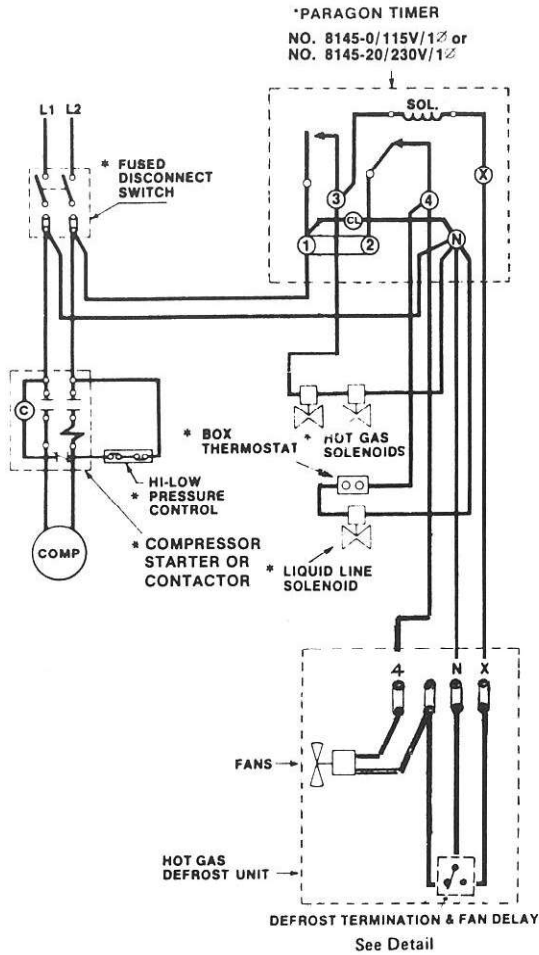 *PARAGON TIMER
NO. 8145-0/115V/1∅ or
NO. 8145-20/230V/1∅
L1 L2
SOL.
* FUSED
DISCONNECT
SWITCH
3
4
X
CL
1
2
N
C
* BOX
THERMOSTAT
* HOT GAS
SOLENOIDS
HI-LOW
* PRESSURE
CONTROL
COMP
* COMPRESSOR
STARTER OR
CONTACTOR
* LIQUID LINE
SOLENOID
4 N X
FANS
HOT GAS
DEFROST UNIT
DEFROST TERMINATION & FAN DELAY
See Detail